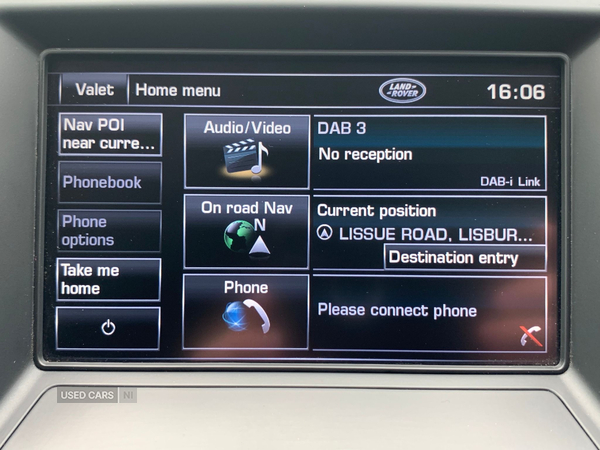 Valet
Home menu
LAND-
-ROVER
16:06
Nav POI
near curre...
Phonebook
Phone
options
Take me
home
Audio/Video
On road Nav
N
Phone
DAB 3
No reception
DAB-i Link
Current position
LISSUE ROAD, LISBUR...
Destination entry
Please connect phone
USED CARS NI